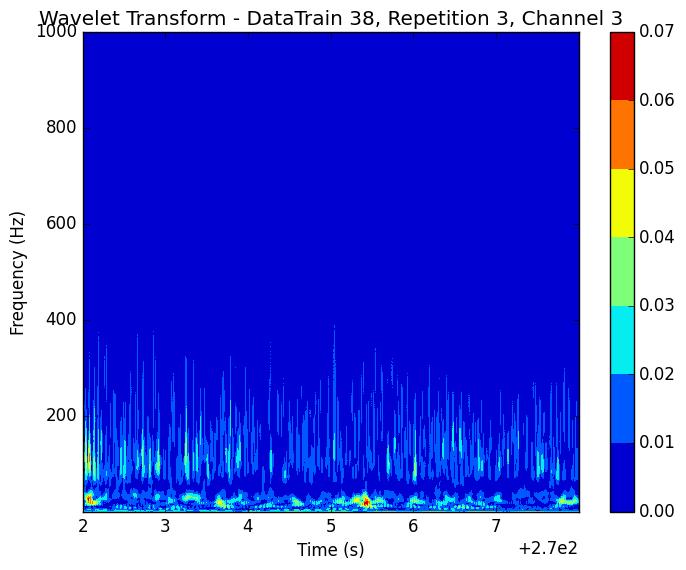 Wavelet Transform - DataTrain 38, Repetition 3, Channel 3
1000
800
600
400
200
Frequency (Hz)
2 3 4 5 6 7
+2.7e2
Time (s)
0.07
0.06
0.05
0.04
0.03
0.02
0.01
0.00